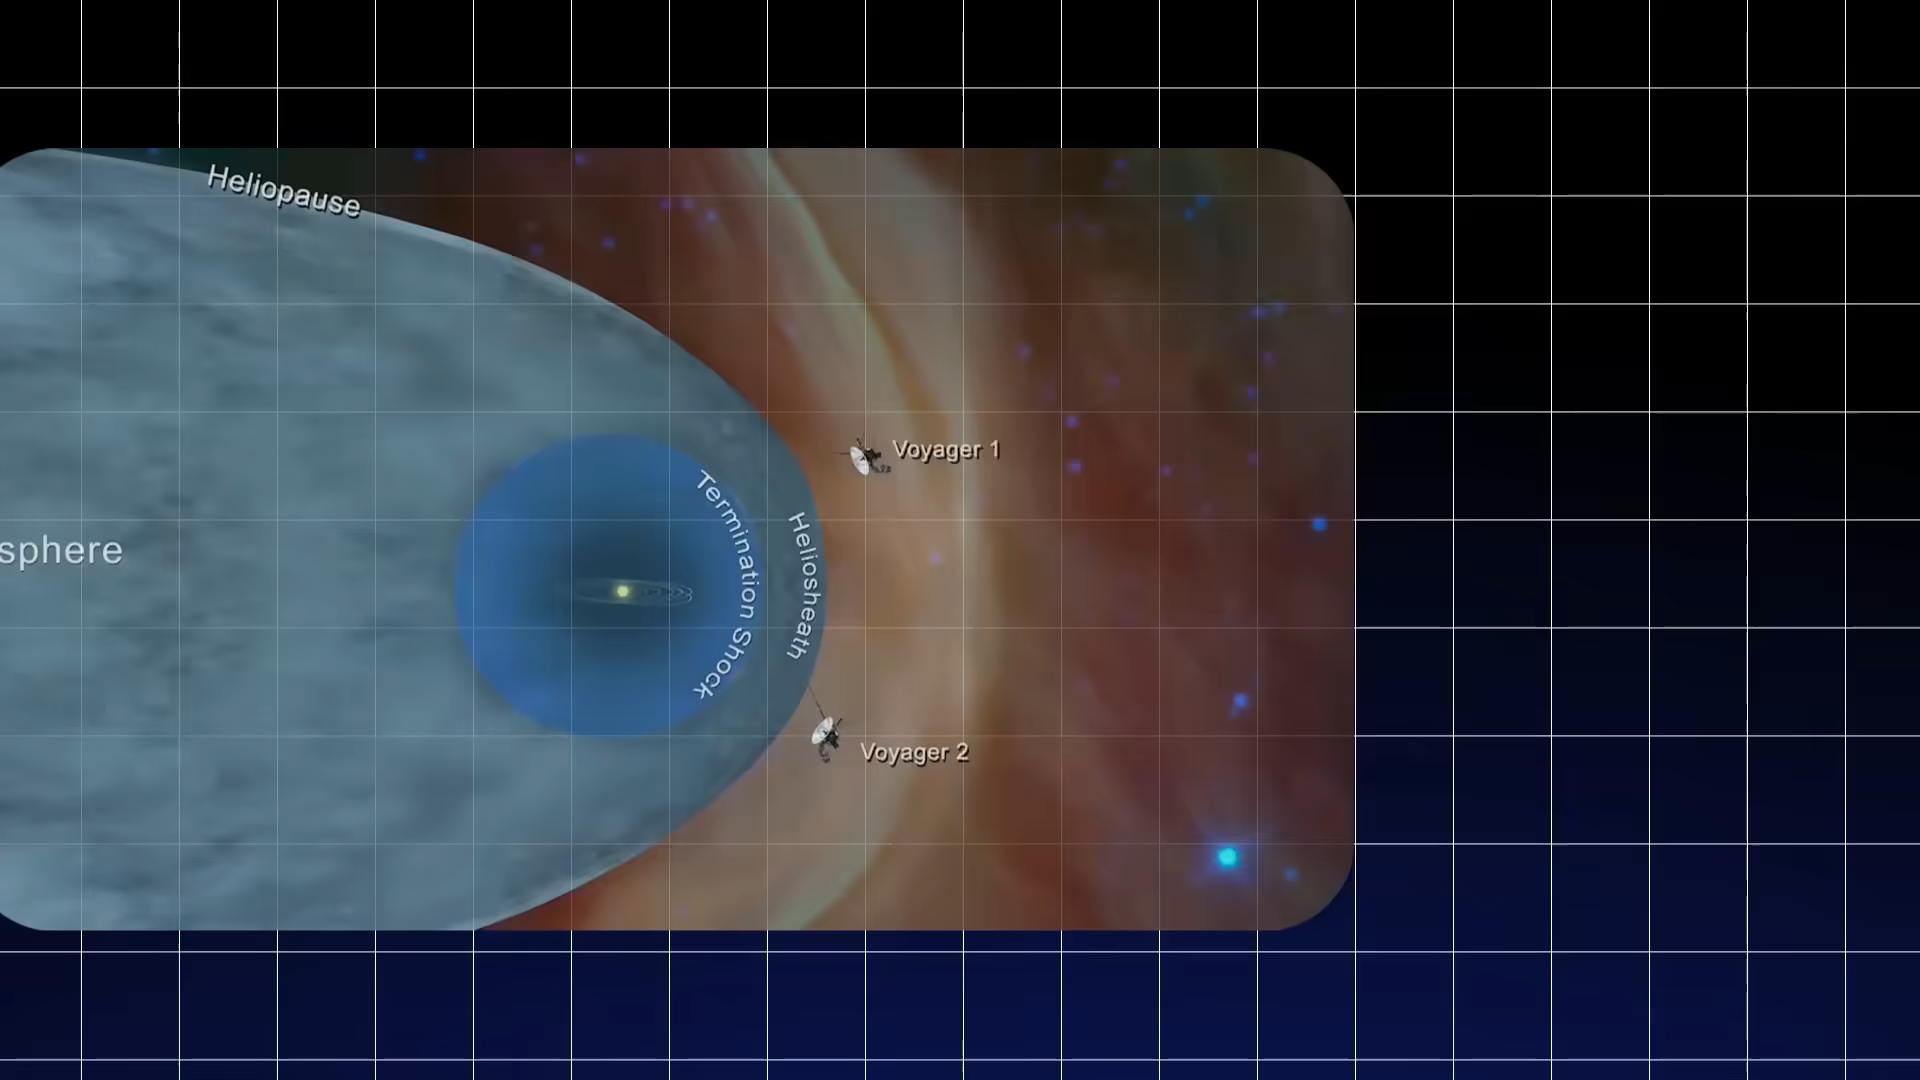 Heliopause
Voyager 1
Termination Shock
Heliosheath
sphere
Voyager 2